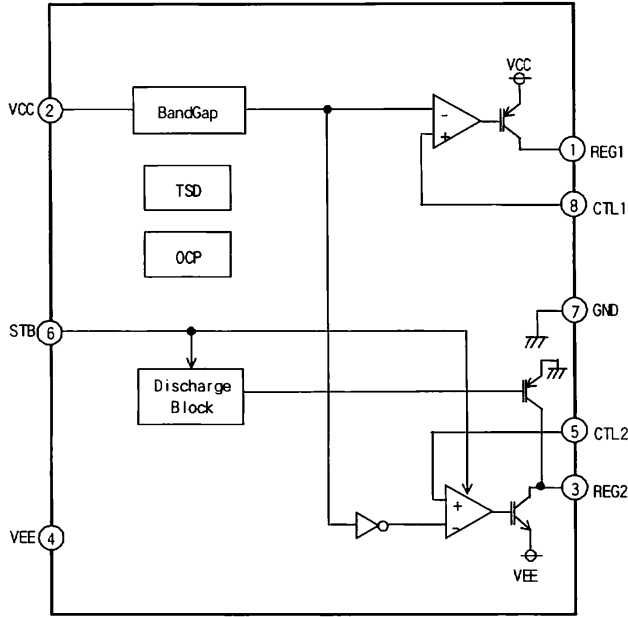 VCC
VCC 2
BandGap
-
+
1 REG1
TSD
8 CTL1
OCP
7 GND
STB 6
Discharge
Block
5 CTL2
3 REG2
+
-
VEE 4
VEE